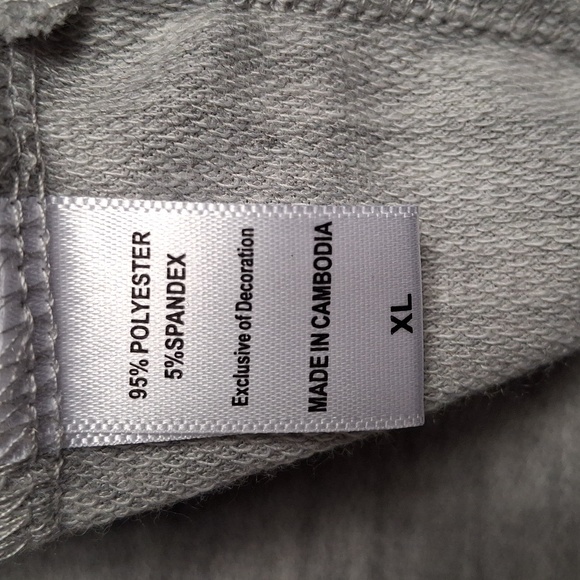 95% POLYESTER
5%SPANDEX
Exclusive of Decoration
MADE IN CAMBODIA
XL